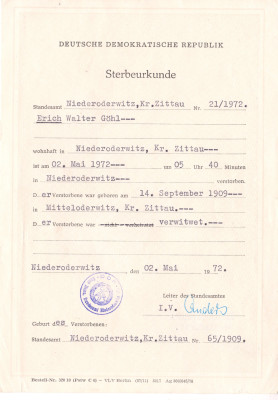 DEUTSCHE DEMOKRATISCHE REPUBLIK
Sterbeurkunde
Standesamt Niederoderwitz, Kr. Zittau Nr. 21/1972.
Erich Walter Göhl---
wohnhaft in Niederoderwitz, Kr. Zittau---
ist am 02. Mai 1972--- um 05 Uhr 40 Minuten
in Niederoderwitz--- verstorben.
D er Verstorbene war geboren am 14. September 1909---
in Mitteloderwitz, Kr. Zittau.---
D er Verstorbene war nicht verheiratet verwitwet.---
Niederoderwitz den 02. Mai 19 72.
Leiter des Standesamtes
I.V.
Geburt des Verstorbenen:
Standesamt Niederoderwitz, Kr. Zittau Nr. 65/1909.